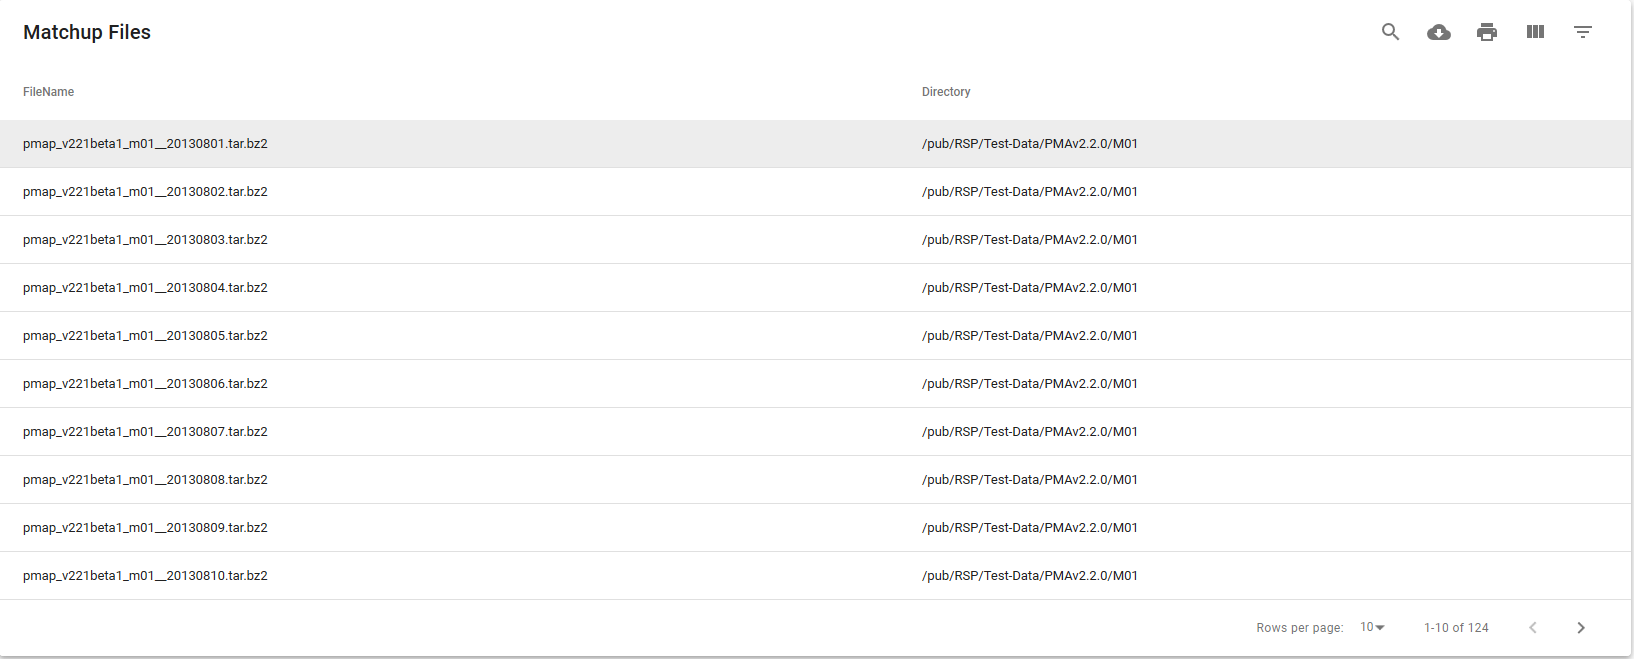 Matchup Files
FileName Directory
pmap_v221beta1_m01__20130801.tar.bz2 /pub/RSP/Test-Data/PMAv2.2.0/M01
pmap_v221beta1_m01__20130802.tar.bz2 /pub/RSP/Test-Data/PMAv2.2.0/M01
pmap_v221beta1_m01__20130803.tar.bz2 /pub/RSP/Test-Data/PMAv2.2.0/M01
pmap_v221beta1_m01__20130804.tar.bz2 /pub/RSP/Test-Data/PMAv2.2.0/M01
pmap_v221beta1_m01__20130805.tar.bz2 /pub/RSP/Test-Data/PMAv2.2.0/M01
pmap_v221beta1_m01__20130806.tar.bz2 /pub/RSP/Test-Data/PMAv2.2.0/M01
pmap_v221beta1_m01__20130807.tar.bz2 /pub/RSP/Test-Data/PMAv2.2.0/M01
pmap_v221beta1_m01__20130808.tar.bz2 /pub/RSP/Test-Data/PMAv2.2.0/M01
pmap_v221beta1_m01__20130809.tar.bz2 /pub/RSP/Test-Data/PMAv2.2.0/M01
pmap_v221beta1_m01__20130810.tar.bz2 /pub/RSP/Test-Data/PMAv2.2.0/M01
Rows per page: 10 1-10 of 124